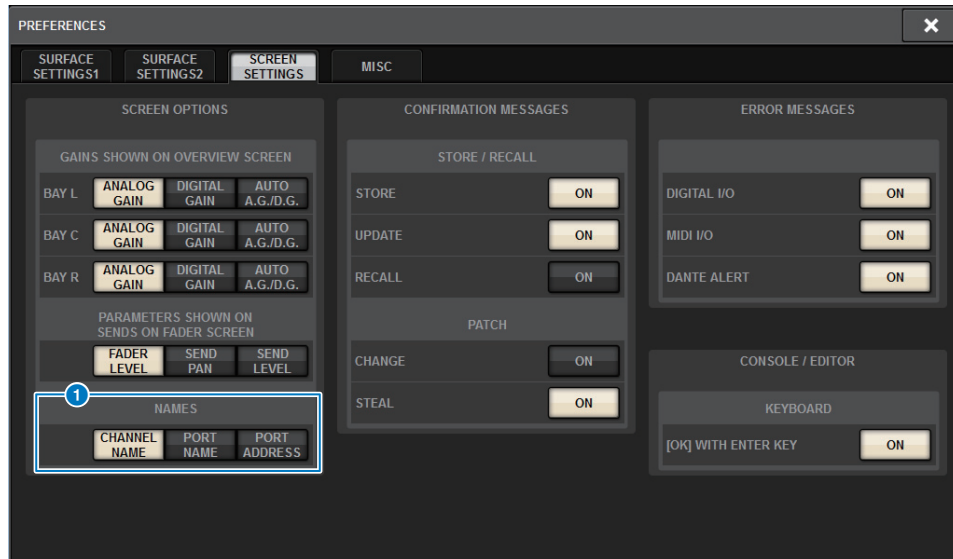 PREFERENCES
×
SURFACE SETTINGS1
SURFACE SETTINGS2
SCREEN SETTINGS
MISC
SCREEN OPTIONS
GAINS SHOWN ON OVERVIEW SCREEN
BAY L
ANALOG GAIN
DIGITAL GAIN
AUTO A.G./D.G.
BAY C
ANALOG GAIN
DIGITAL GAIN
AUTO A.G./D.G.
BAY R
ANALOG GAIN
DIGITAL GAIN
AUTO A.G./D.G.
PARAMETERS SHOWN ON
SENDS ON FADER SCREEN
FADER LEVEL
SEND PAN
SEND LEVEL
1
NAMES
CHANNEL NAME
PORT NAME
PORT ADDRESS
CONFIRMATION MESSAGES
STORE / RECALL
STORE
ON
UPDATE
ON
RECALL
ON
PATCH
CHANGE
ON
STEAL
ON
ERROR MESSAGES
DIGITAL I/O
ON
MIDI I/O
ON
DANTE ALERT
ON
CONSOLE / EDITOR
KEYBOARD
[OK] WITH ENTER KEY
ON